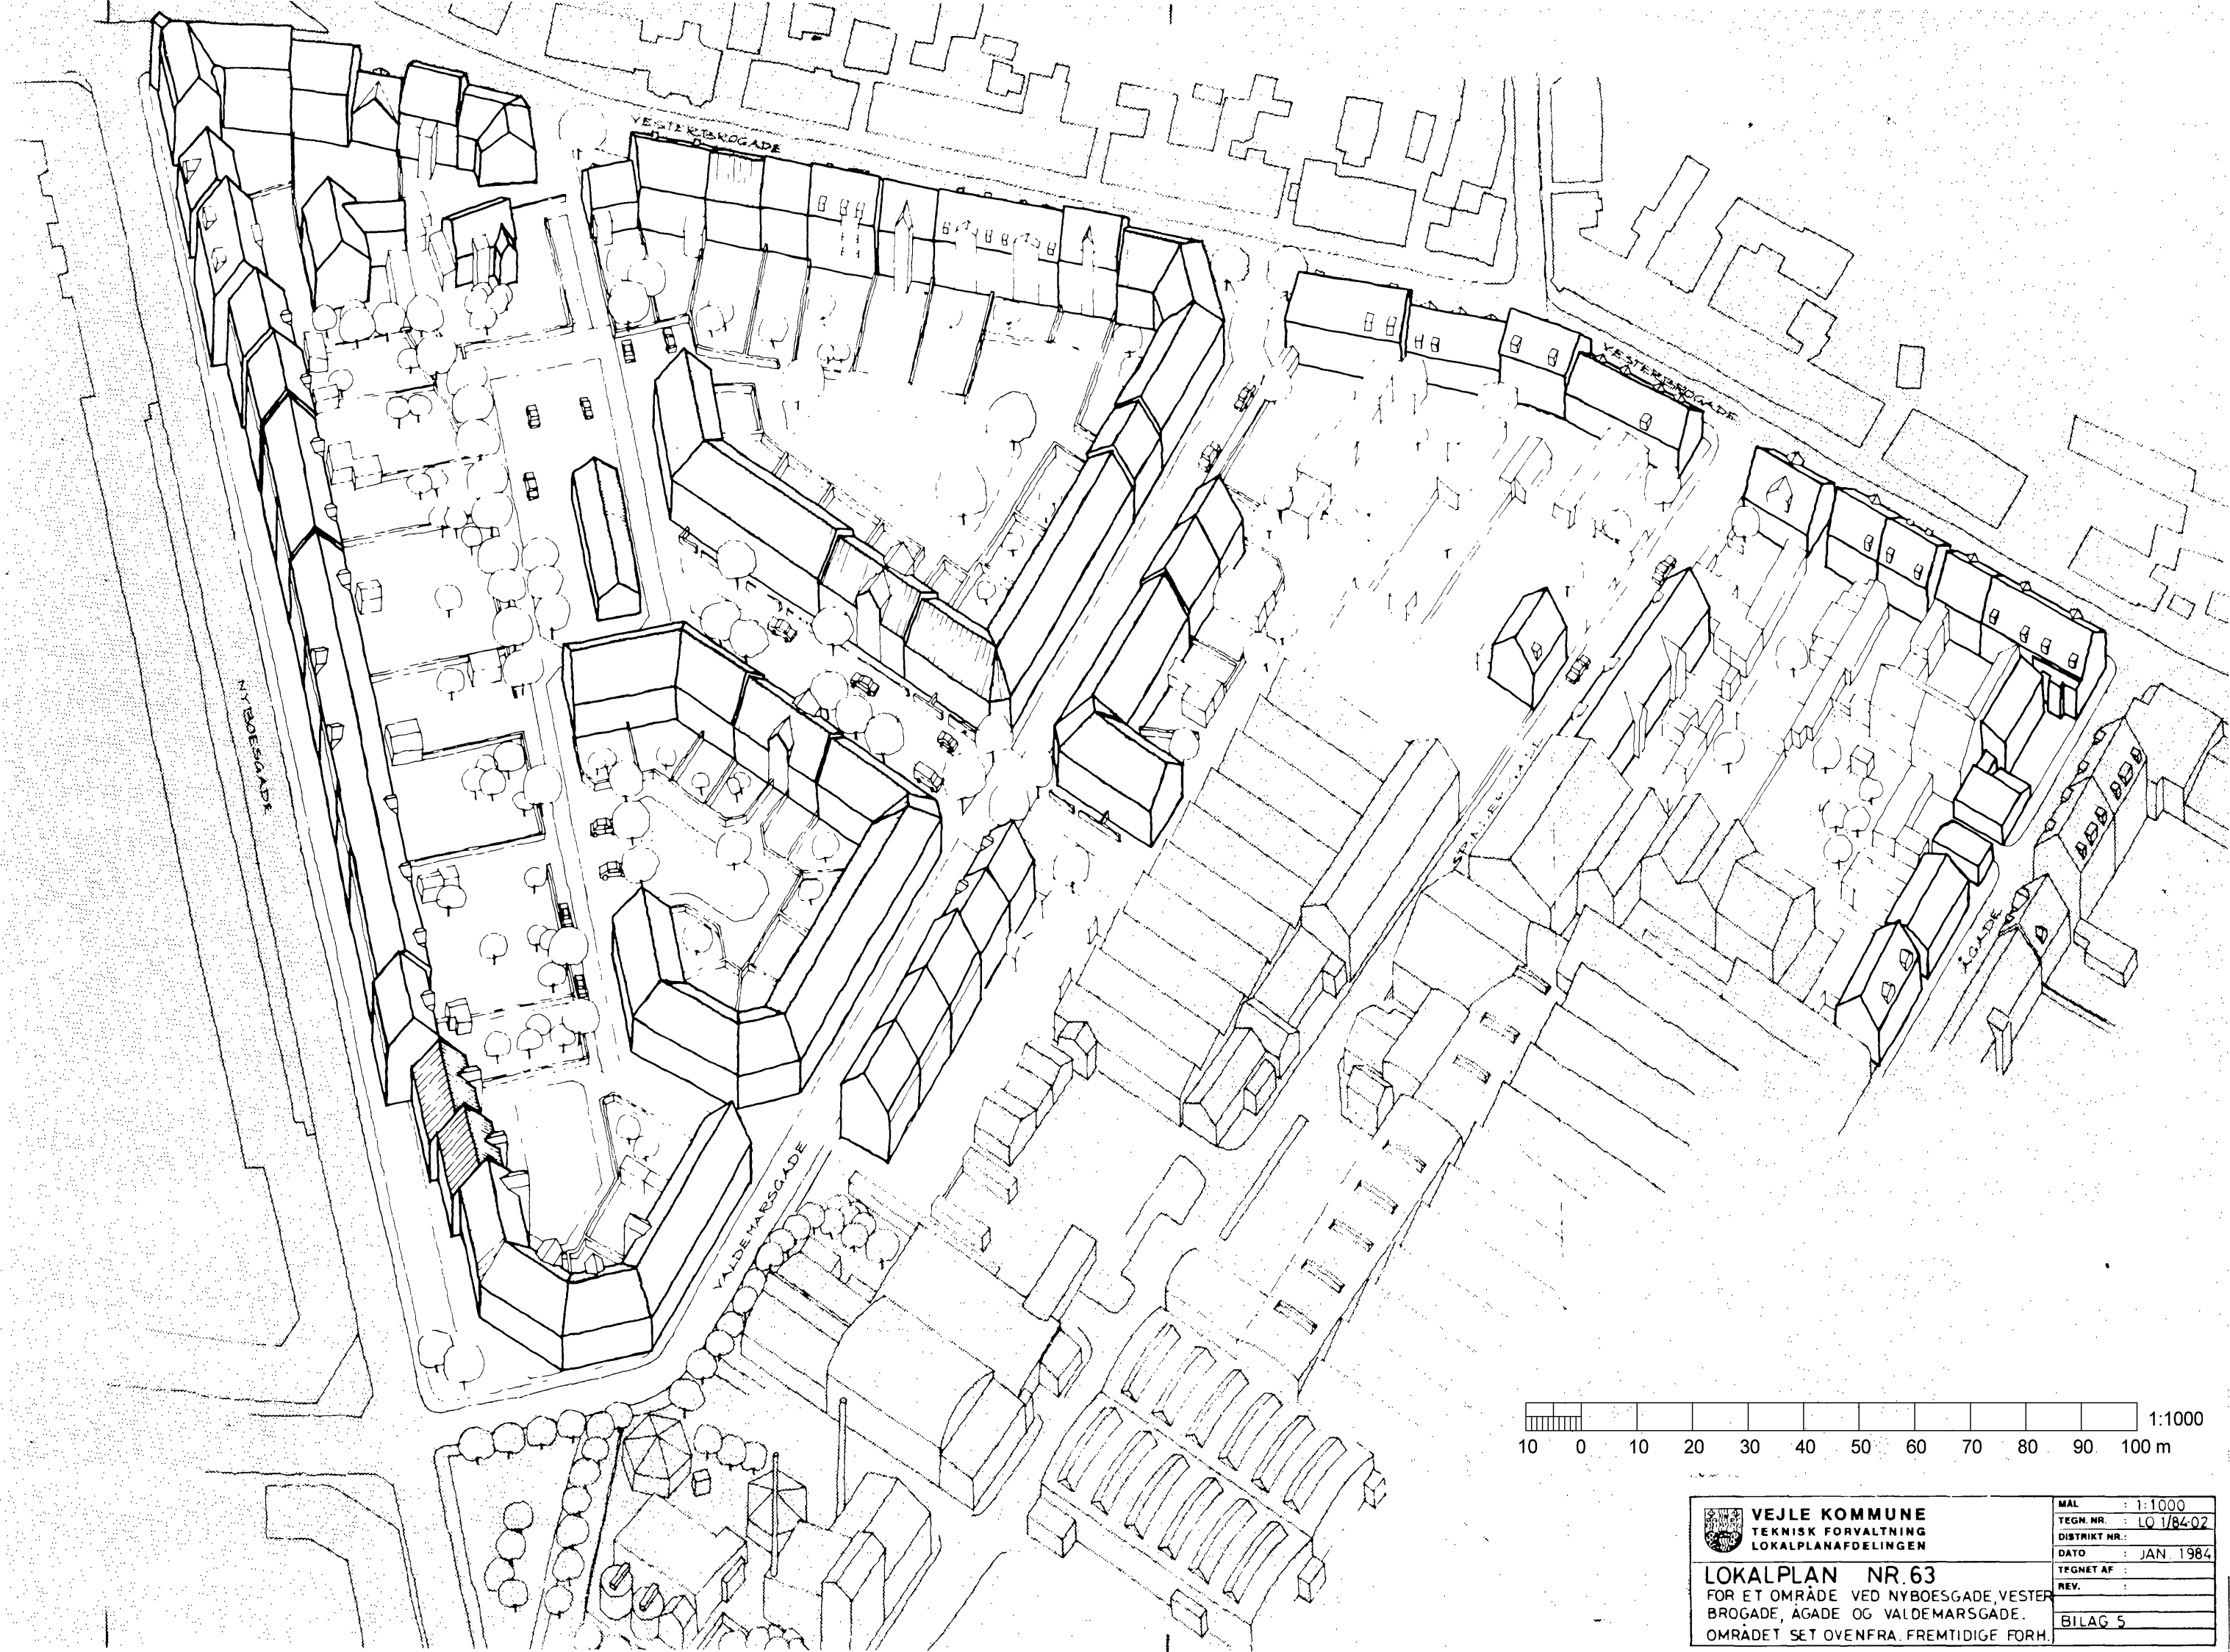 VESTERBROGADE
VESTERBROGADE
NYBOESGADE
ÅGADE
VALDEMARSGADE
1:1000
10 0 10 20 30 40 50 60 70 80 90 100 m
VEJLE KOMMUNE
TEKNISK FORVALTNING
LOKALPLANAFDELINGEN
LOKALPLAN NR. 63
FOR ET OMRÅDE VED NYBOESGADE, VESTER
BROGADE, ÅGADE OG VALDEMARSGADE.
OMRÅDET SET OVENFRA. FREMTIDIGE FORH.
MÅL : 1:1000
TEGN. NR. : LO 1/84-02
DISTRIKT NR.:
DATO : JAN. 1984
TEGNET AF :
REV. :
BILAG 5